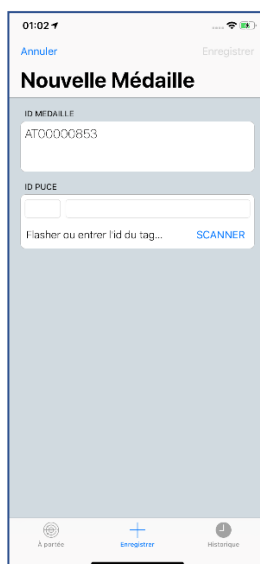 01:02
Annuler Enregistrer
Nouvelle Médaille
ID MEDAILLE
AT00000853
ID PUCE
Flasher ou entrer l'id du tag... SCANNER
À portée Enregistrer Historique